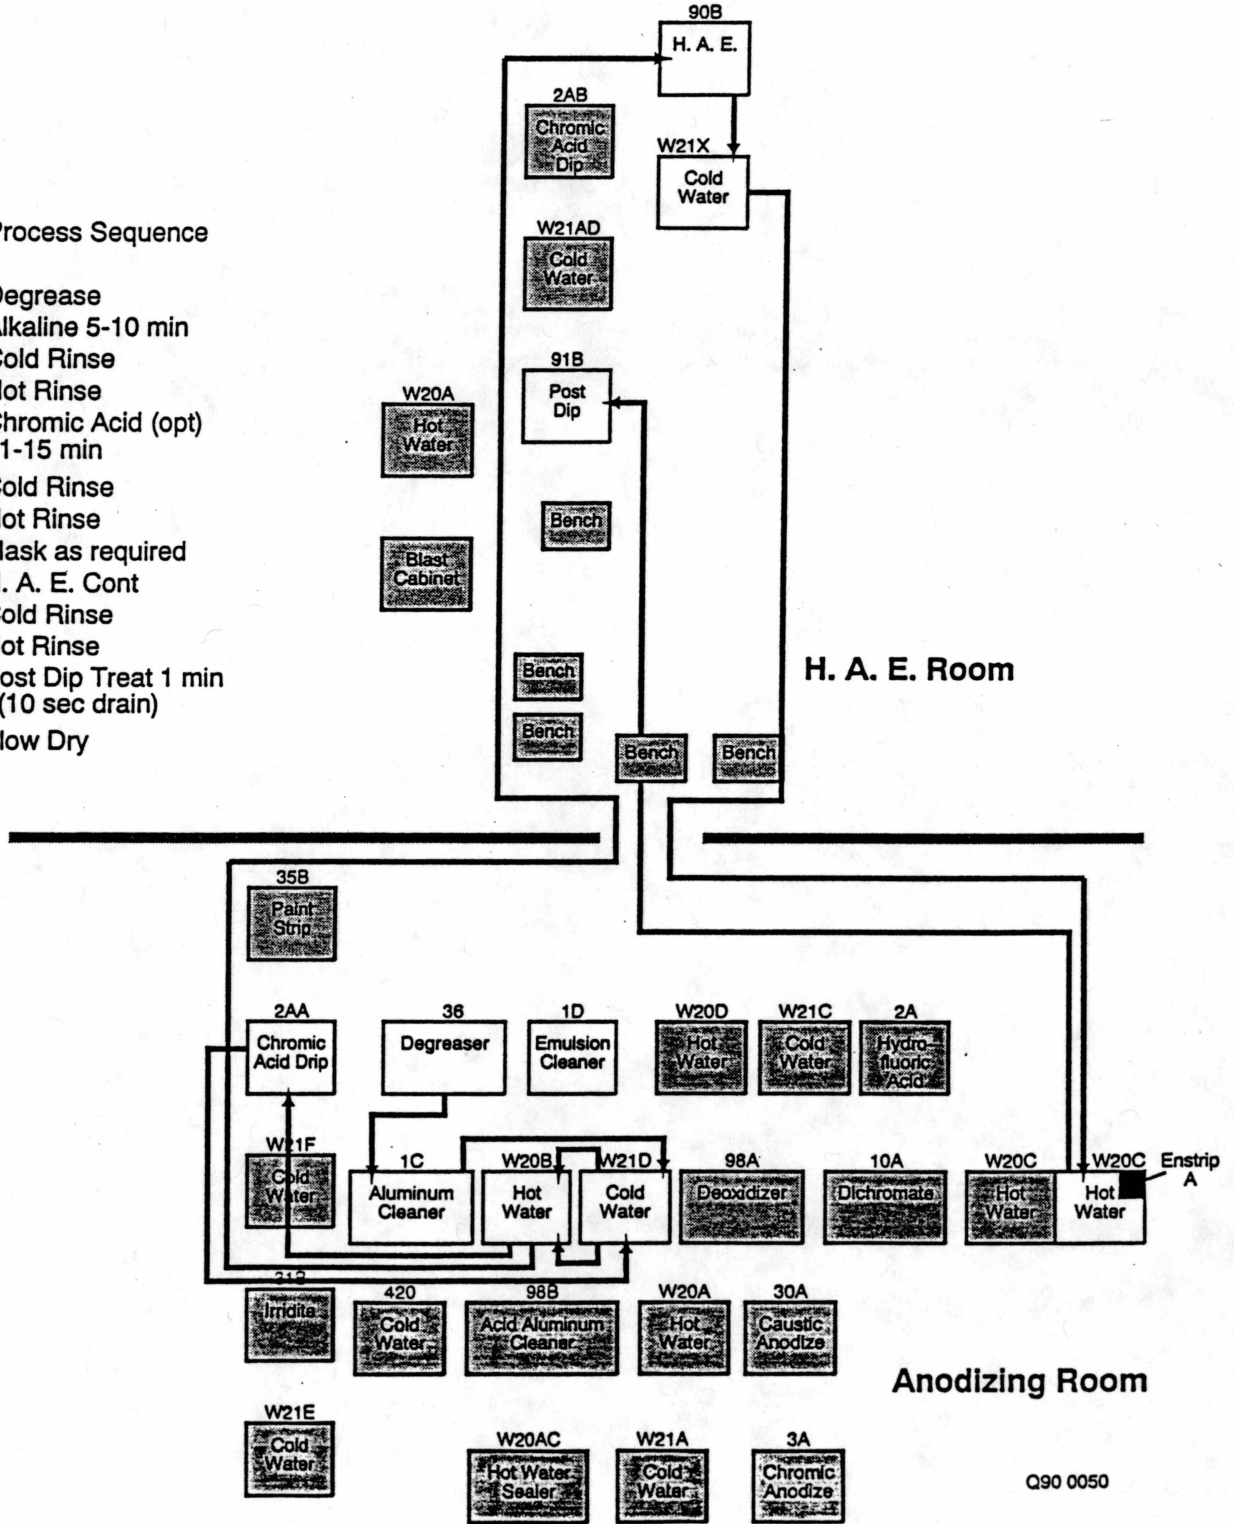 Process Sequence
Degrease
Alkaline 5-10 min
Cold Rinse
Hot Rinse
Chromic Acid (opt)
1-15 min
Cold Rinse
Hot Rinse
Mask as required
H. A. E. Cont
Cold Rinse
Hot Rinse
Post Dip Treat 1 min
(10 sec drain)
Blow Dry
90B
H. A. E.
2AB
Chromic
Acid
Dip
W21X
Cold
Water
W21AD
Cold
Water
91B
Post
Dip
W20A
Hot
Water
Bench
Blast
Cabinet
Bench
H. A. E. Room
Bench
Bench
Bench
35B
Paint
Strip
2AA
Chromic
Acid Drip
36
Degreaser
1D
Emulsion
Cleaner
W20D
Hot
Water
W21C
Cold
Water
2A
Hydro-
fluoric
Acid
W21F
Cold
Water
1C
Aluminum
Cleaner
W20B
Hot
Water
W21D
Cold
Water
98A
Deoxidizer
10A
Dichromate
W20C
Hot
Water
W20C
Hot
Water
Enstrip
A
31B
Irridite
420
Cold
Water
98B
Acid Aluminum
Cleaner
W20A
Hot
Water
30A
Caustic
Anodize
Anodizing Room
W21E
Cold
Water
W20AC
Hot Water
Sealer
W21A
Cold
Water
3A
Chromic
Anodize
Q90 0050